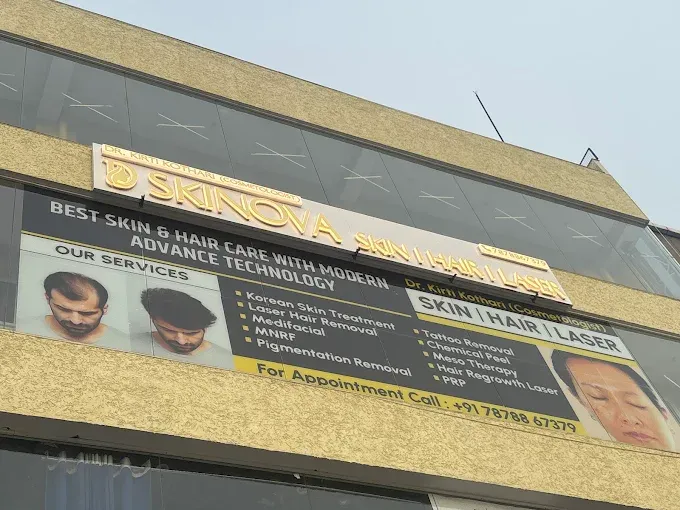 DR. KIRTI KOTHARI (COSMETOLOGIST)
SKINOVA SKIN | HAIR | LASER
7878867379
BEST SKIN & HAIR CARE WITH MODERN
ADVANCE TECHNOLOGY
OUR SERVICES
Korean Skin Treatment
Laser Hair Removal
Medifacial
MNRF
Pigmentation Removal
Dr. Kirti Kothari (Cosmetologist)
SKIN | HAIR | LASER
Tattoo Removal
Chemical Peel
Meso Therapy
Hair Regrowth Laser
PRP
For Appointment Call : +91 78788 67379